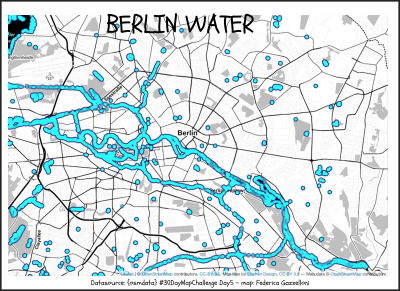 BERLIN WATER
Berlin
Leaflet | © OpenStreetMap contributors, CC-BY-SA, Map tiles by Stamen Design, CC BY 3.0 — Map data © OpenStreetMap contributors
Datasource: {osmdata} #30DayMapChallenge Day5 - map: Federica Gazzelloni